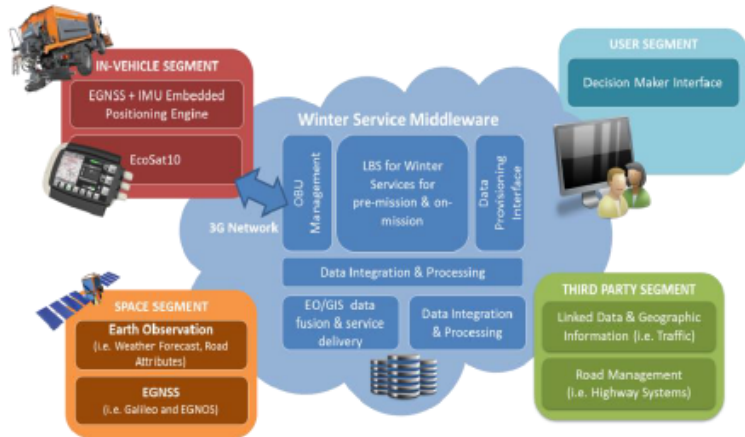 IN-VEHICLE SEGMENT
EGNSS + IMU Embedded
Positioning Engine
EcoSat10
USER SEGMENT
Decision Maker Interface
Winter Service Middleware
OBU
Management
LBS for Winter
Services for
pre-mission & on-
mission
Data
Provisioning
Interface
3G Network
Data Integration & Processing
EO/GIS data
fusion & service
delivery
Data Integration
& Processing
SPACE SEGMENT
Earth Observation
(i.e. Weather Forecast, Road
Attributes)
EGNSS
(i.e. Galileo and EGNOS)
THIRD PARTY SEGMENT
Linked Data & Geographic
Information (i.e. Traffic)
Road Management
(i.e. Highway Systems)